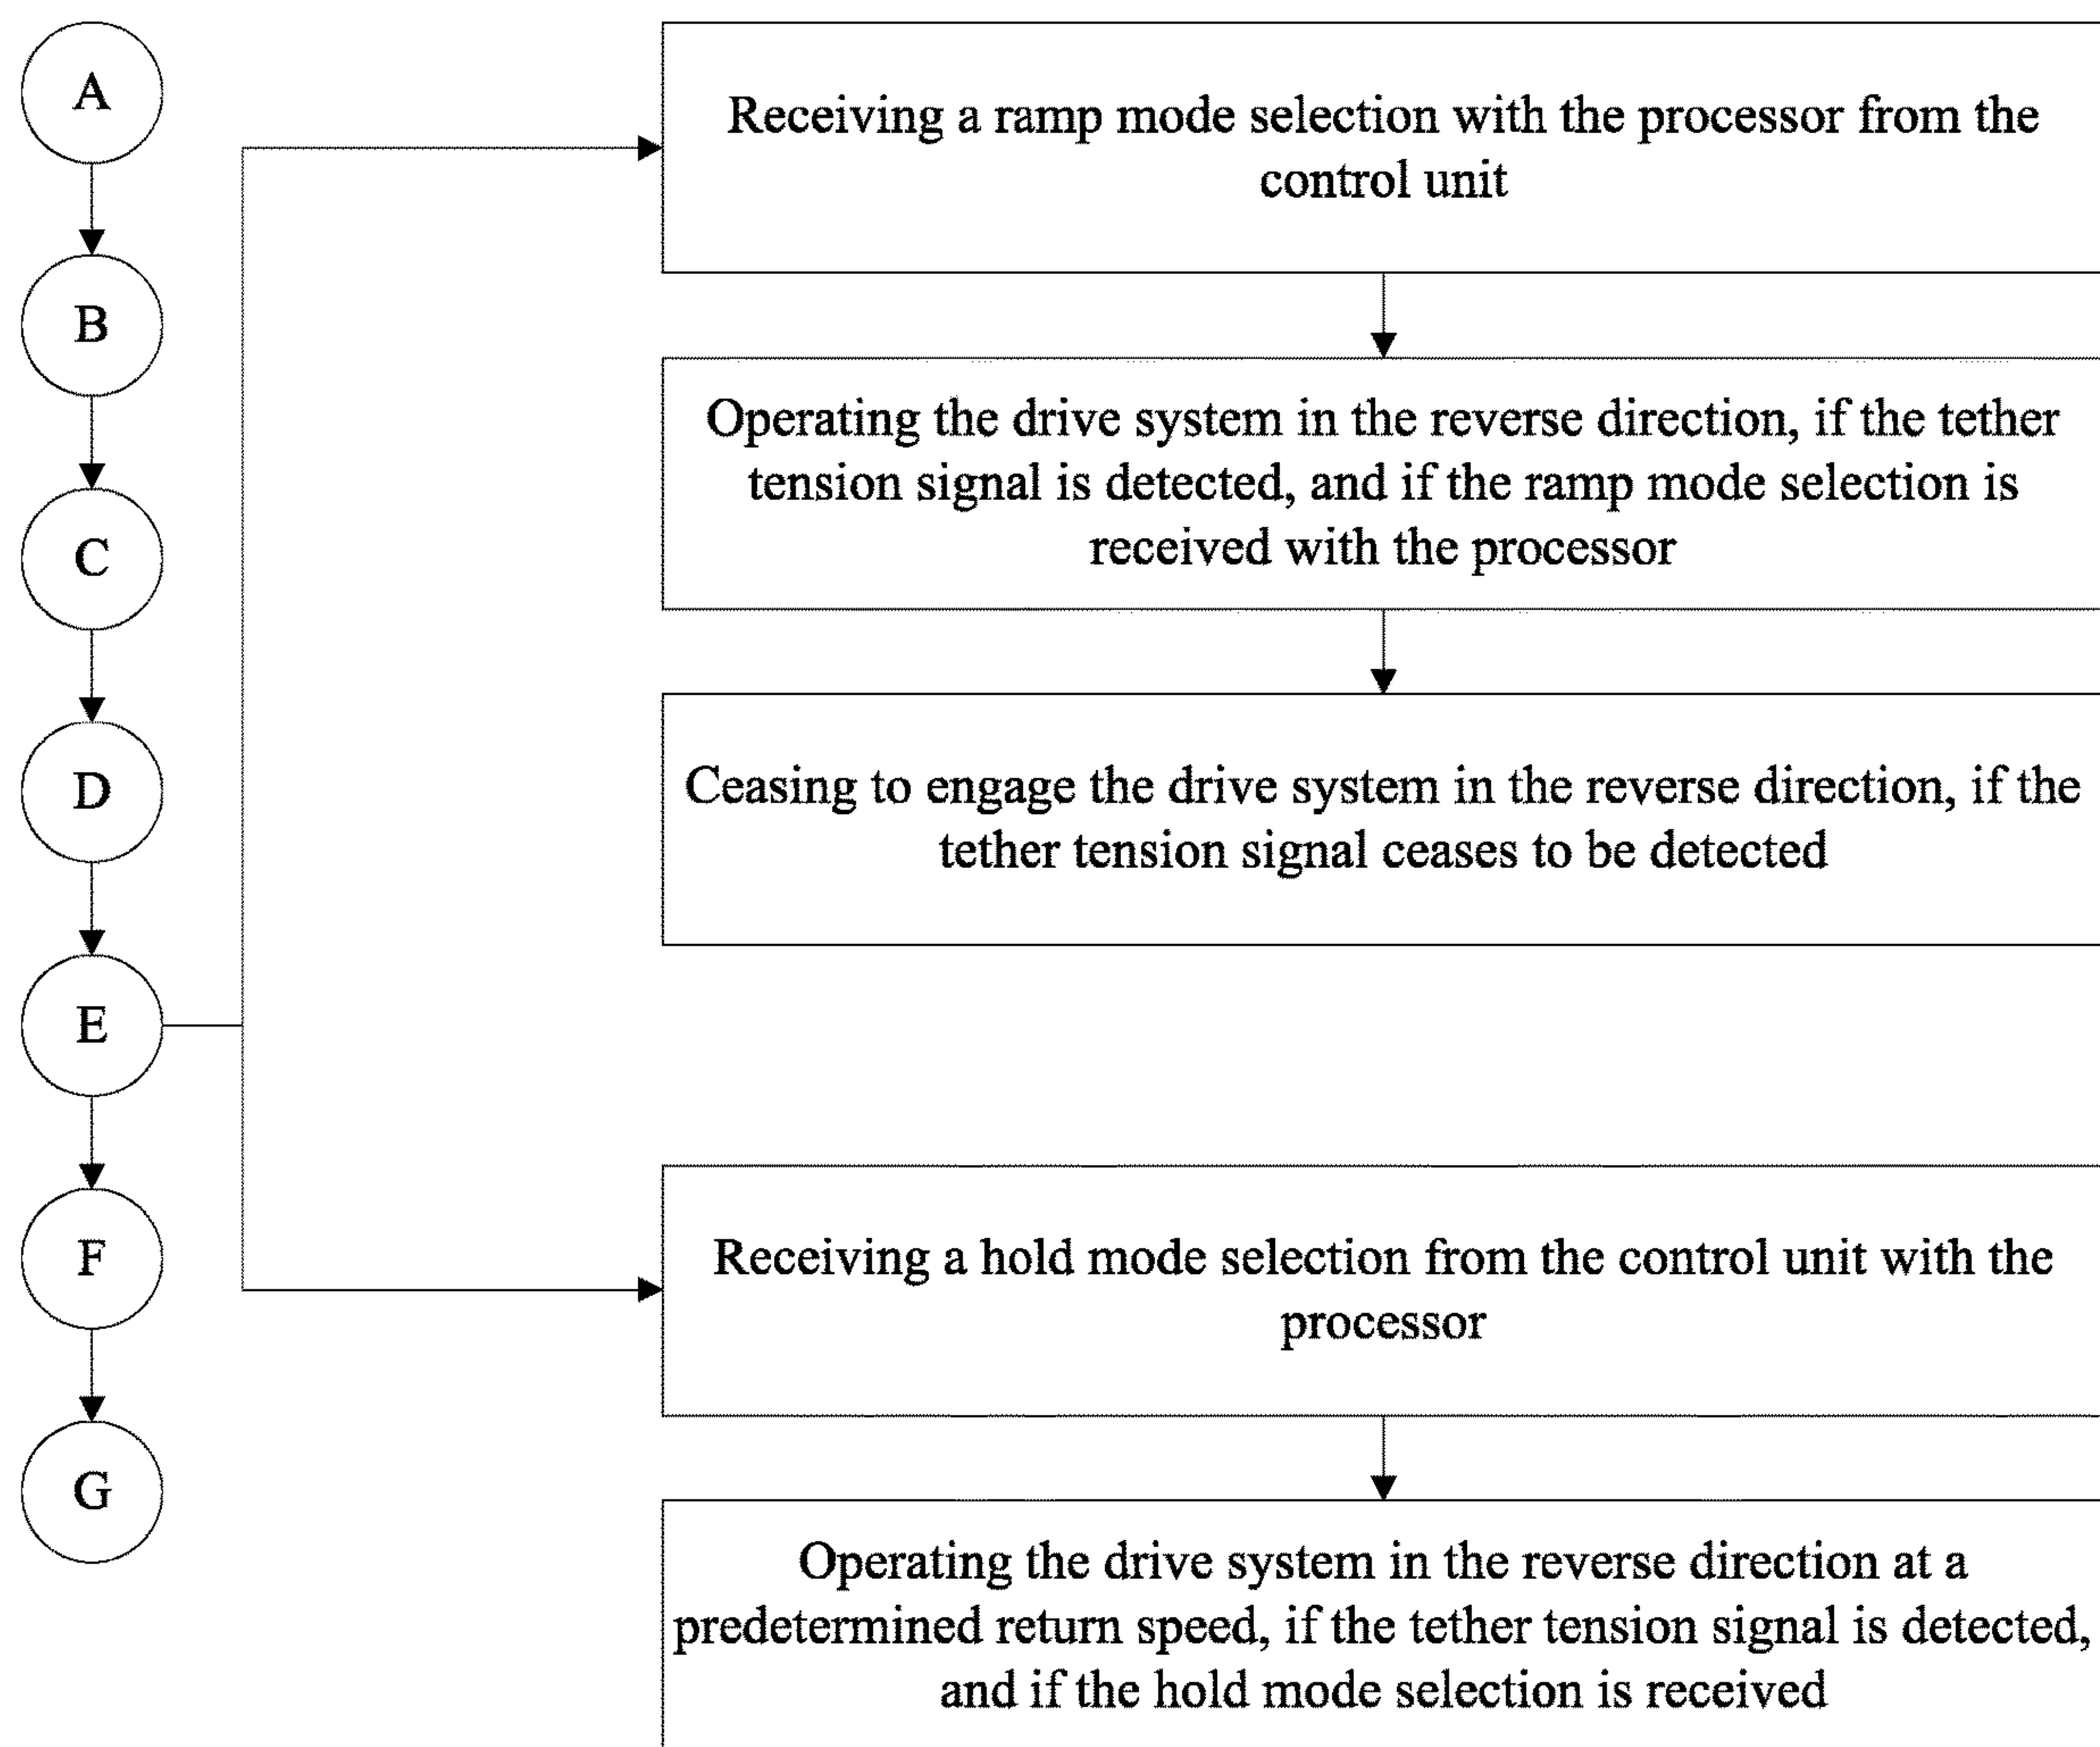 A
B
C
D
E
F
G
Receiving a ramp mode selection with the processor from the
control unit
Operating the drive system in the reverse direction, if the tether
tension signal is detected, and if the ramp mode selection is
received with the processor
Ceasing to engage the drive system in the reverse direction, if the
tether tension signal ceases to be detected
Receiving a hold mode selection from the control unit with the
processor
Operating the drive system in the reverse direction at a
predetermined return speed, if the tether tension signal is detected,
and if the hold mode selection is received